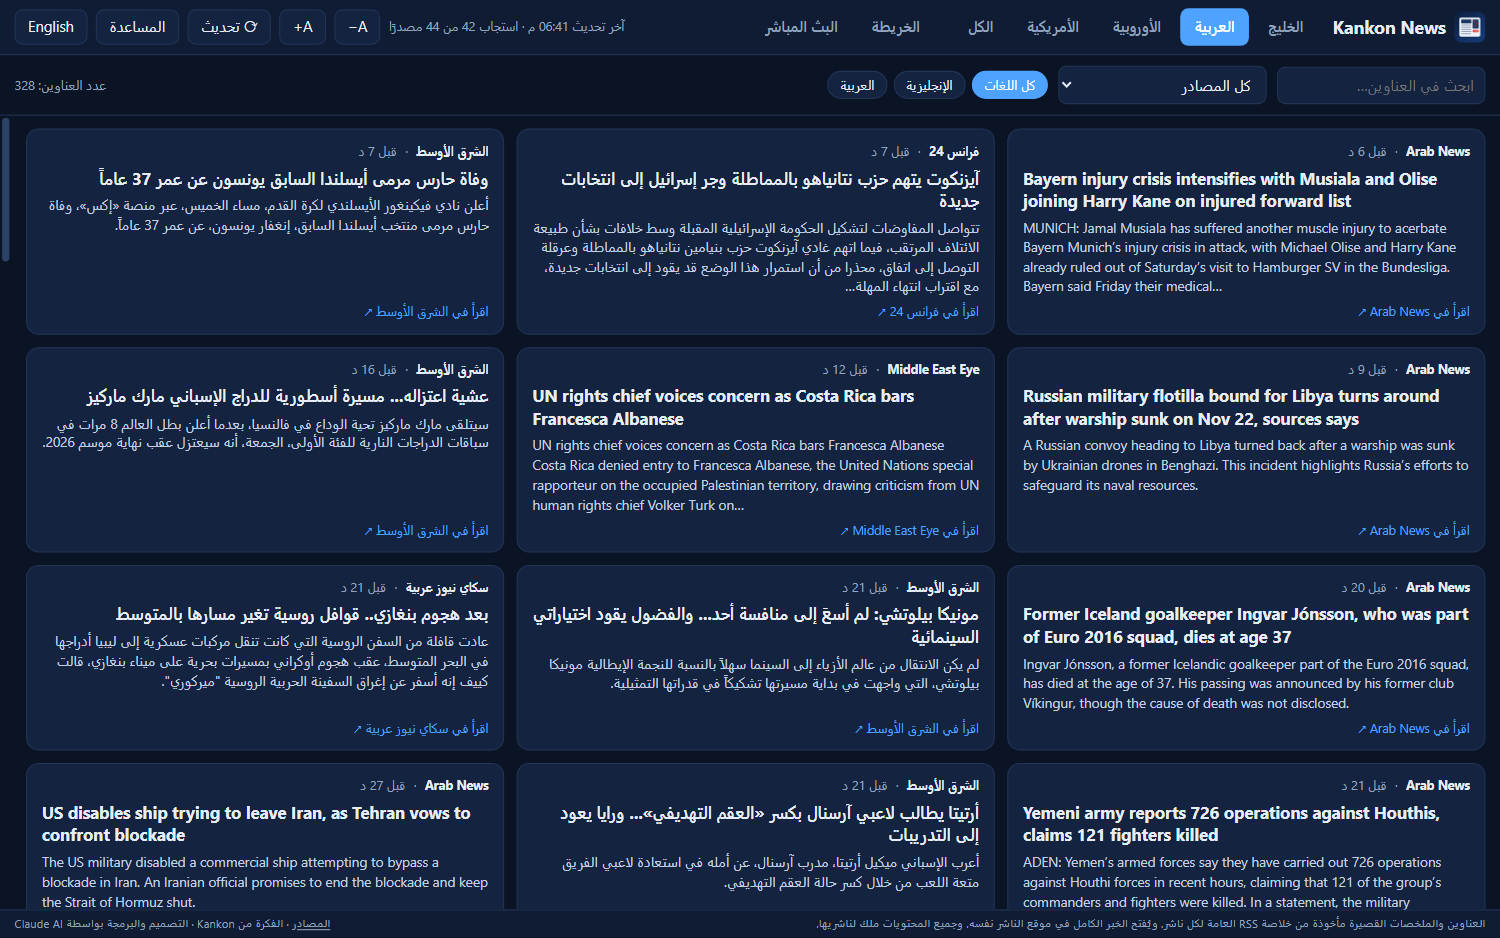 Kankon News
الخليج
العربية
الأوروبية
الأمريكية
الكل
الخريطة
البث المباشر
آخر تحديث 06:41 م · استجاب 42 من 44 مصدرًا
A−
A+
⟳ تحديث
المساعدة
English
ابحث في العناوين...
كل المصادر
كل اللغات
الإنجليزية
العربية
عدد العناوين: 328
Arab News · قبل 6 د
Bayern injury crisis intensifies with Musiala and Olise
joining Harry Kane on injured forward list
MUNICH: Jamal Musiala has suffered another muscle injury to acerbate
Bayern Munich’s injury crisis in attack, with Michael Olise and Harry Kane
already ruled out of Saturday’s visit to Hamburger SV in the Bundesliga.
Bayern said Friday their medical...
اقرأ في Arab News ↗
فرانس 24 · قبل 7 د
آيزنكوت يتهم حزب نتانياهو بالمماطلة وجر إسرائيل إلى انتخابات
جديدة
تتواصل المفاوضات لتشكيل الحكومة الإسرائيلية المقبلة وسط خلافات بشأن طبيعة
الائتلاف المرتقب، فيما اتهم غادي آيزنكوت حزب بنيامين نتانياهو بالمماطلة وعرقلة
التوصل إلى اتفاق، محذرا من أن استمرار هذا الوضع قد يقود إلى انتخابات جديدة،
مع اقتراب انتهاء المهلة...
اقرأ في فرانس 24 ↗
الشرق الأوسط · قبل 7 د
وفاة حارس مرمى أيسلندا السابق يونسون عن عمر 37 عاماً
أعلن نادي فيكينغور الأيسلندي لكرة القدم، مساء الخميس، عبر منصة «إكس»، وفاة
حارس مرمى منتخب أيسلندا السابق، إنغفار يونسون، عن عمر 37 عاماً.
اقرأ في الشرق الأوسط ↗
Arab News · قبل 9 د
Russian military flotilla bound for Libya turns around
after warship sunk on Nov 22, sources says
A Russian convoy heading to Libya turned back after a warship was sunk
by Ukrainian drones in Benghazi. This incident highlights Russia’s efforts to
safeguard its naval resources.
اقرأ في Arab News ↗
Middle East Eye · قبل 12 د
UN rights chief voices concern as Costa Rica bars
Francesca Albanese
UN rights chief voices concern as Costa Rica bars Francesca Albanese
Costa Rica denied entry to Francesca Albanese, the United Nations special
rapporteur on the occupied Palestinian territory, drawing criticism from UN
human rights chief Volker Turk on...
اقرأ في Middle East Eye ↗
الشرق الأوسط · قبل 16 د
عشية اعتزاله... مسيرة أسطورية للدراج الإسباني مارك ماركيز
سيتلقى مارك ماركيز تحية الوداع في فالنسيا، بعدما أعلن بطل العالم 8 مرات في
سباقات الدراجات النارية للفئة الأولى، الجمعة، أنه سيعتزل عقب نهاية موسم 2026.
اقرأ في الشرق الأوسط ↗
Arab News · قبل 20 د
Former Iceland goalkeeper Ingvar Jónsson, who was part
of Euro 2016 squad, dies at age 37
Ingvar Jónsson, a former Icelandic goalkeeper part of the Euro 2016 squad,
has died at the age of 37. His passing was announced by his former club
Víkingur, though the cause of death was not disclosed.
اقرأ في Arab News ↗
الشرق الأوسط · قبل 21 د
مونيكا بيلوتشي: لم أسعَ إلى منافسة أحد... والفضول يقود اختياراتي
السينمائية
لم يكن الانتقال من عالم الأزياء إلى السينما سهلاً بالنسبة للنجمة الإيطالية مونيكا
بيلوتشي، التي واجهت في بداية مسيرتها تشكيكاً في قدراتها التمثيلية.
اقرأ في الشرق الأوسط ↗
سكاي نيوز عربية · قبل 21 د
بعد هجوم بنغازي.. قوافل روسية تغير مسارها بالمتوسط
عادت قافلة من السفن الروسية التي كانت تنقل مركبات عسكرية إلى ليبيا أدراجها
في البحر المتوسط، عقب هجوم أوكراني بمسيرات بحرية على ميناء بنغازي، قالت
كييف إنه أسفر عن إغراق السفينة الحربية الروسية "ميركوري".
اقرأ في سكاي نيوز عربية ↗
Arab News · قبل 21 د
Yemeni army reports 726 operations against Houthis,
claims 121 fighters killed
ADEN: Yemen’s armed forces say they have carried out 726 operations
against Houthi forces in recent hours, claiming that 121 of the group’s
commanders and fighters were killed. In a statement, the military
الشرق الأوسط · قبل 21 د
أرتيتا يطالب لاعبي آرسنال بكسر «العقم التهديفي»... ورايا يعود
إلى التدريبات
أعرب الإسباني ميكيل أرتيتا، مدرب آرسنال، عن أمله في استعادة لاعبي الفريق
متعة اللعب من خلال كسر حالة العقم التهديفي.
Arab News · قبل 27 د
US disables ship trying to leave Iran, as Tehran vows to
confront blockade
The US military disabled a commercial ship attempting to bypass a
blockade in Iran. An Iranian official promises to end the blockade and keep
the Strait of Hormuz shut.
العناوين والملخصات القصيرة مأخوذة من خلاصة RSS العامة لكل ناشر. ويُفتح الخبر الكامل في موقع الناشر نفسه. وجميع المحتويات ملك لناشريها.
المصادر · الفكرة من Kankon · التصميم والبرمجة بواسطة Claude AI